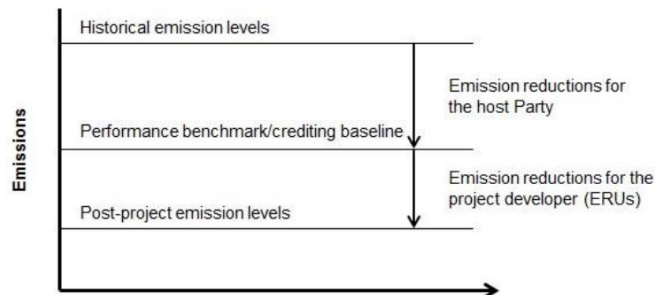 Historical emission levels
Emission reductions for
the host Party
Performance benchmark/crediting baseline
Emissions
Emission reductions for the
project developer (ERUs)
Post-project emission levels